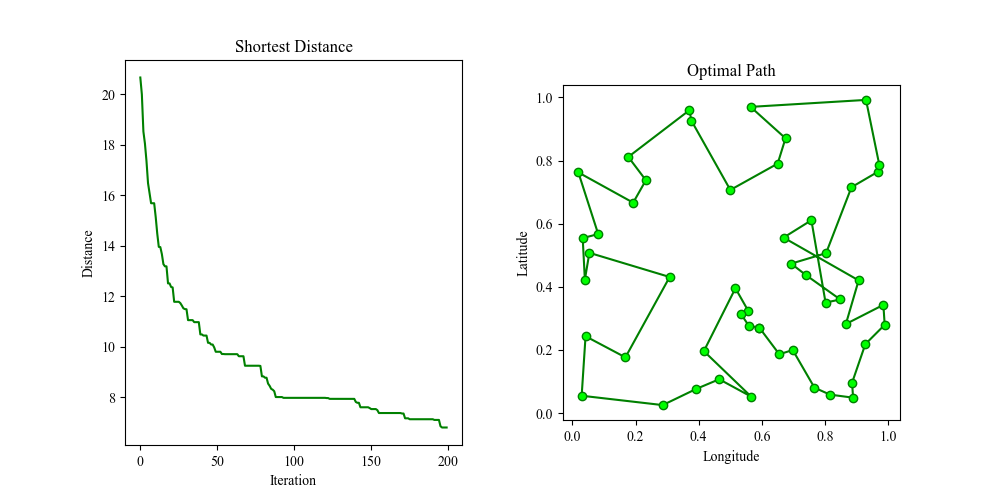 Shortest Distance
20
18
16
14
12
10
8
Distance
0 50 100 150 200
Iteration
Optimal Path
1.0
0.8
0.6
0.4
0.2
0.0
Latitude
0.0 0.2 0.4 0.6 0.8 1.0
Longitude